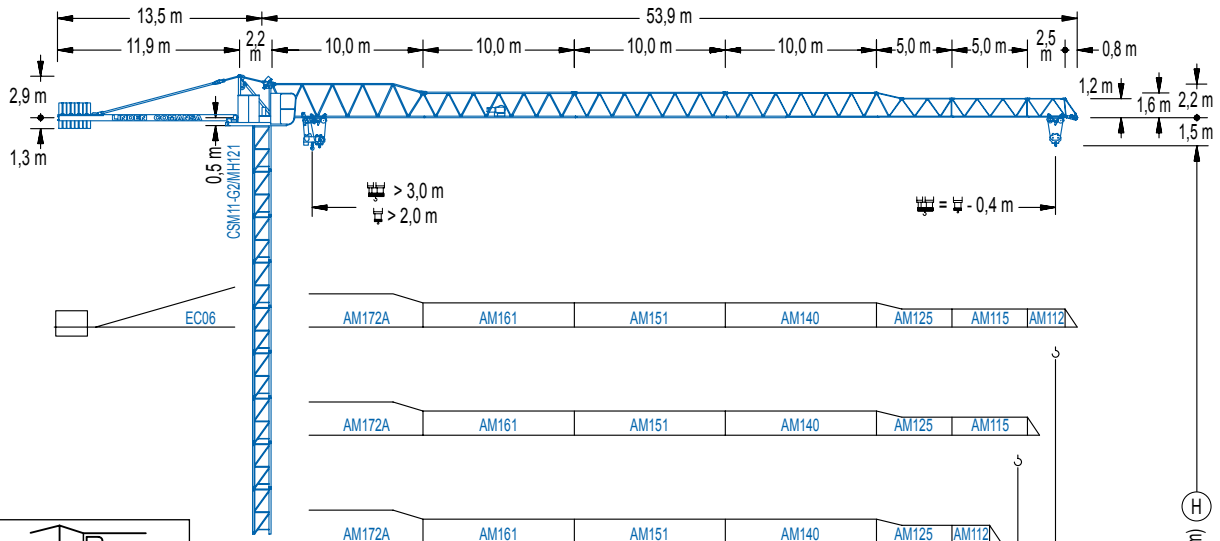 13,5 m 53,9 m
11,9 m 2,2 m 10,0 m 10,0 m 10,0 m 10,0 m 5,0 m 5,0 m 2,5 m 0,8 m
2,9 m
1,3 m
LINDEN COMANSA
0,5 m
CSM11-G2/MH121
1,2 m
1,6 m
2,2 m
1,5 m
> 3,0 m
> 2,0 m
= - 0,4 m
EC06 AM172A AM161 AM151 AM140 AM125 AM115 AM112
AM172A AM161 AM151 AM140 AM125 AM115
H
AM172A AM161 AM151 AM140 AM125 AM112